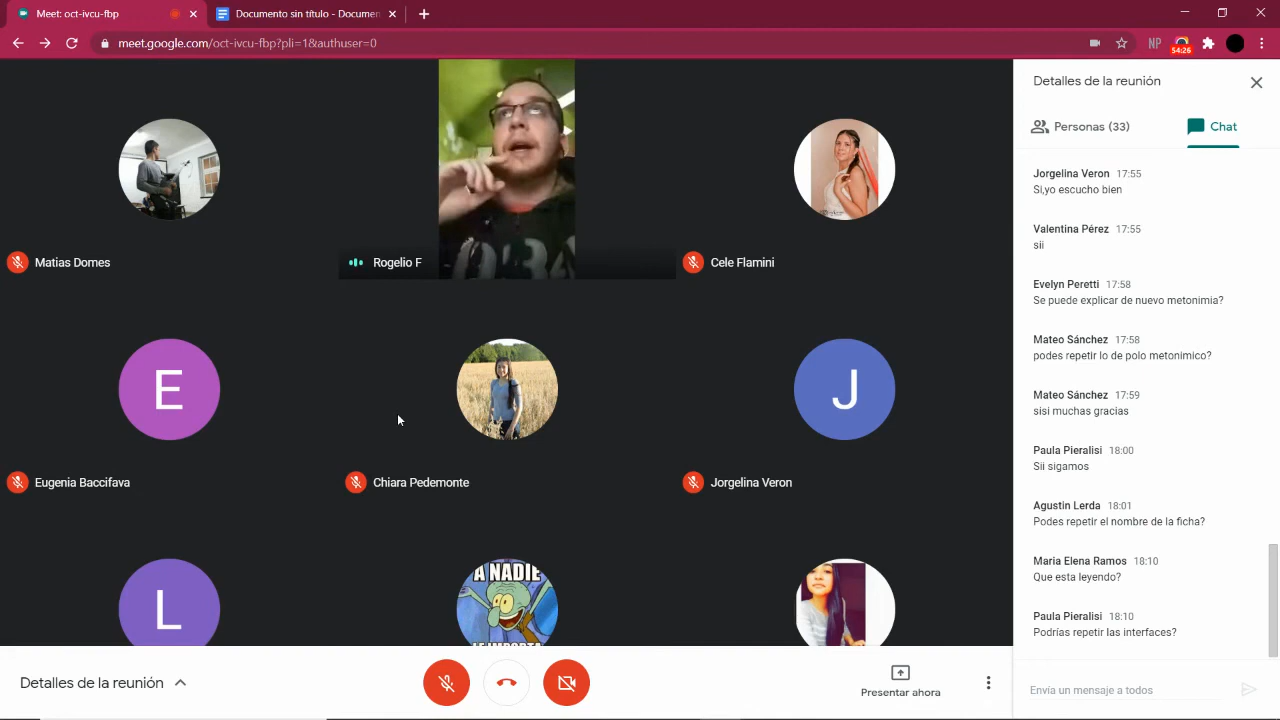 Meet: oct-ivcu-fbp
Documento sin título - Documen
meet.google.com/oct-ivcu-fbp?pli=1&authuser=0
NP
54:26
Detalles de la reunión
Personas (33)
Chat
Matias Domes
Rogelio F
Cele Flamini
E
J
Eugenia Baccifava
Chiara Pedemonte
Jorgelina Veron
L
A NADIE
LE IMPORTA
Jorgelina Veron 17:55
Si,yo escucho bien
Valentina Pérez 17:55
sii
Evelyn Peretti 17:58
Se puede explicar de nuevo metonimia?
Mateo Sánchez 17:58
podes repetir lo de polo metonimico?
Mateo Sánchez 17:59
sisi muchas gracias
Paula Pieralisi 18:00
Sii sigamos
Agustin Lerda 18:01
Podes repetir el nombre de la ficha?
Maria Elena Ramos 18:10
Que esta leyendo?
Paula Pieralisi 18:10
Podrías repetir las interfaces?
Detalles de la reunión
Presentar ahora
Envía un mensaje a todos